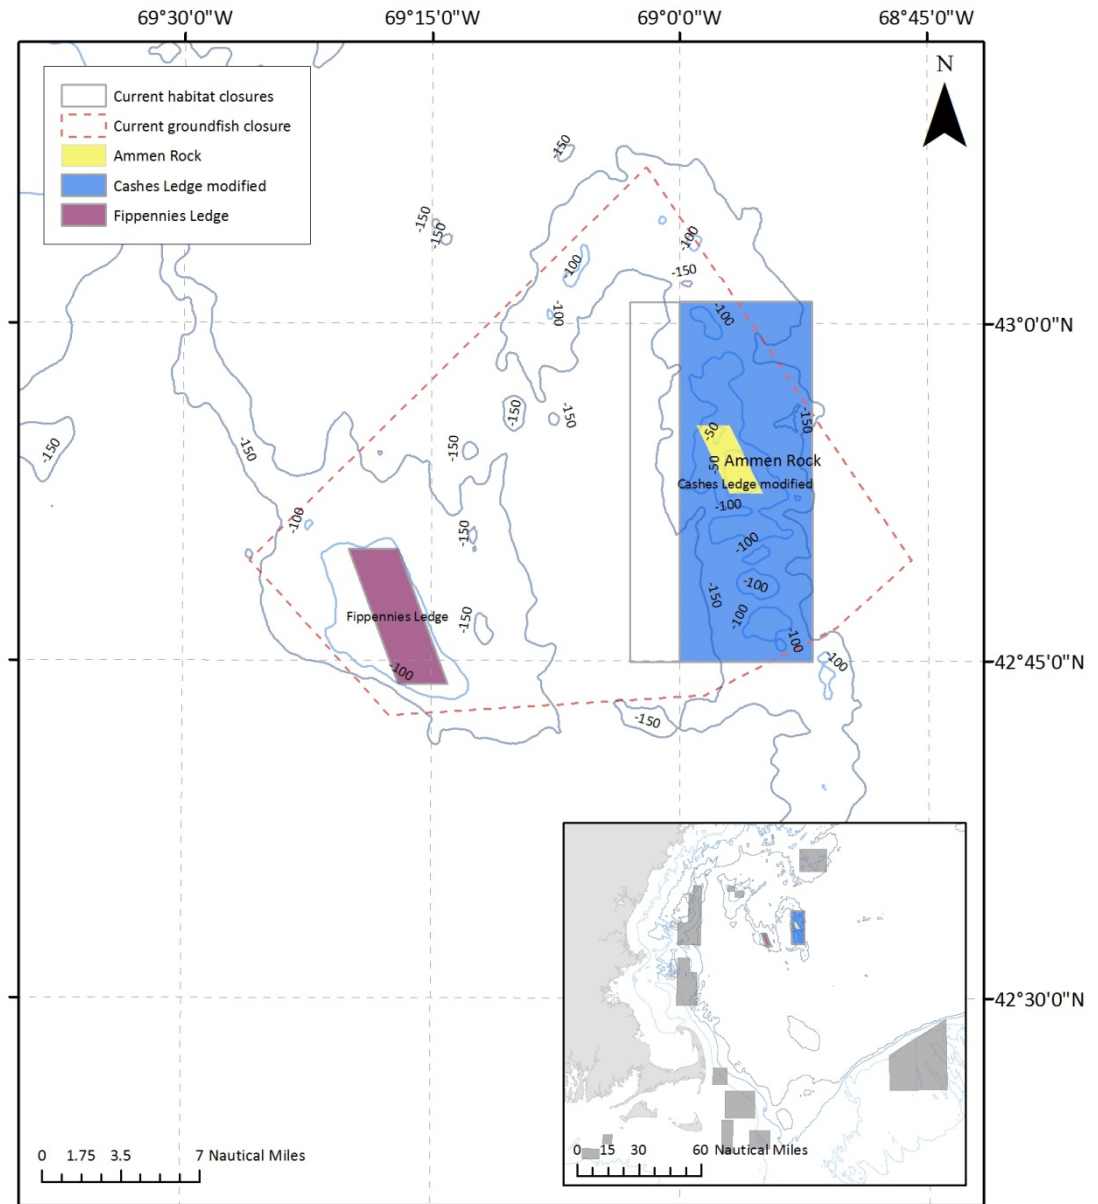 69°30'0"W 69°15'0"W 69°0'0"W 68°45'0"W
N
Current habitat closures
Current groundfish closure
Ammen Rock
Cashes Ledge modified
Fippennies Ledge
-150
-150
-150
-100
-100
-150
-100
-100
43°0'0"N
-150
-150
-150
-150
-150
-150
-50
-50
Ammen Rock
Cashes Ledge modified
-100
-100
-150
-100
-100
-150
-100
-150
Fippennies Ledge
-100
-100
-100
42°45'0"N
-150
42°30'0"N
0 1.75 3.5 7 Nautical Miles
0 15 30 60 Nautical Miles